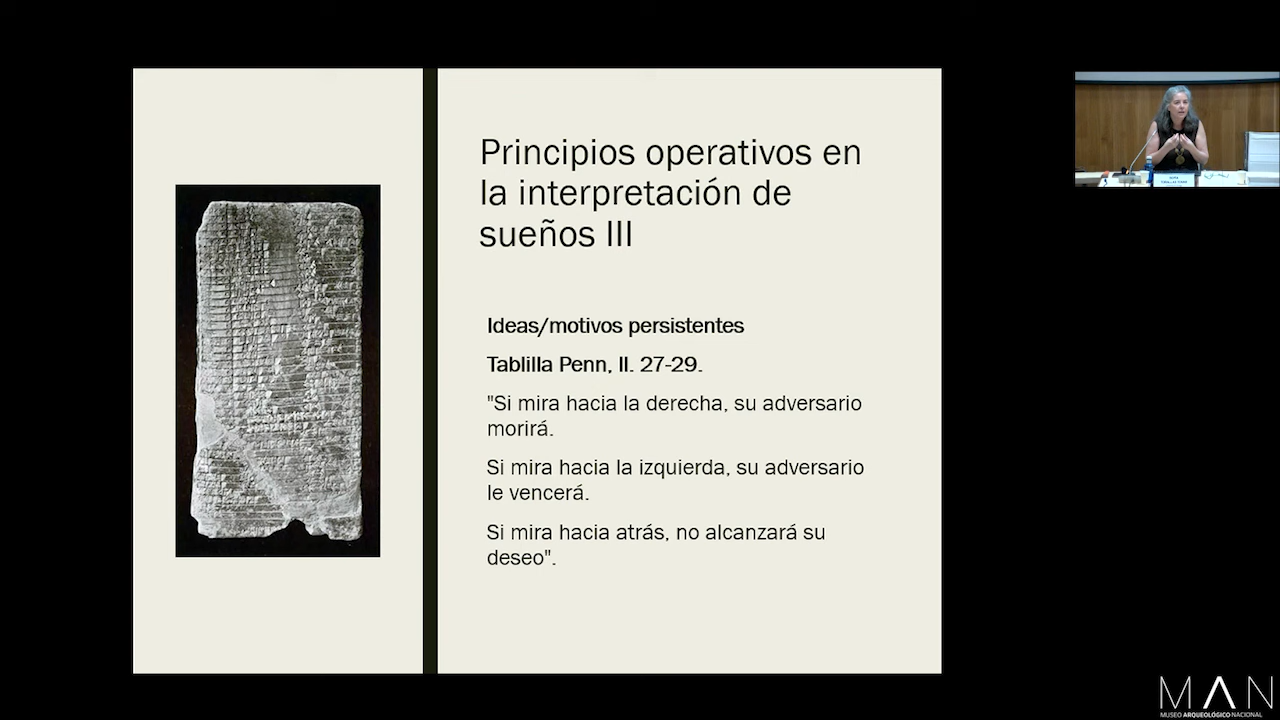 Principios operativos en
la interpretación de
sueños III
Ideas/motivos persistentes
Tablilla Penn, II. 27-29.
"Si mira hacia la derecha, su adversario
morirá.
Si mira hacia la izquierda, su adversario
le vencerá.
Si mira hacia atrás, no alcanzará su
deseo".
MAN
MUSEO ARQUEOLÓGICO NACIONAL